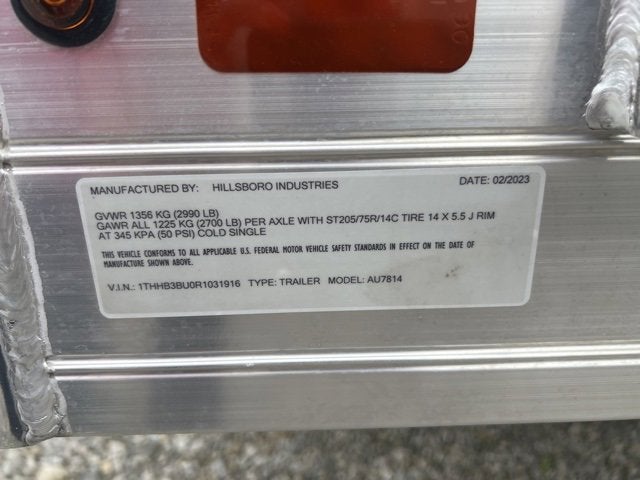 MANUFACTURED BY: HILLSBORO INDUSTRIES DATE: 02/2023
GVWR 1356 KG (2990 LB)
GAWR ALL 1225 KG (2700 LB) PER AXLE WITH ST205/75R/14C TIRE 14 X 5.5 J RIM
AT 345 KPA (50 PSI) COLD SINGLE
THIS VEHICLE CONFORMS TO ALL APPLICABLE U.S. FEDERAL MOTOR VEHICLE SAFETY STANDARDS IN EFFECT ON THE DATE OF
MANUFACTURE SHOWN ABOVE.
V.I.N.: 1THHB3BU0R1031916 TYPE: TRAILER MODEL: AU7814